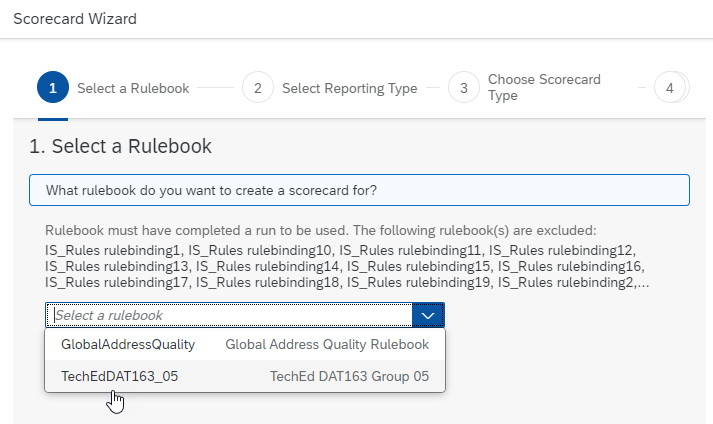 Scorecard Wizard
1 Select a Rulebook 2 Select Reporting Type 3 Choose Scorecard Type 4
1. Select a Rulebook
What rulebook do you want to create a scorecard for?
Rulebook must have completed a run to be used. The following rulebook(s) are excluded:
IS_Rules rulebinding1, IS_Rules rulebinding10, IS_Rules rulebinding11, IS_Rules rulebinding12,
IS_Rules rulebinding13, IS_Rules rulebinding14, IS_Rules rulebinding15, IS_Rules rulebinding16,
IS_Rules rulebinding17, IS_Rules rulebinding18, IS_Rules rulebinding19, IS_Rules rulebinding2,...
Select a rulebook
GlobalAddressQuality Global Address Quality Rulebook
TechEdDAT163_05 TechEd DAT163 Group 05